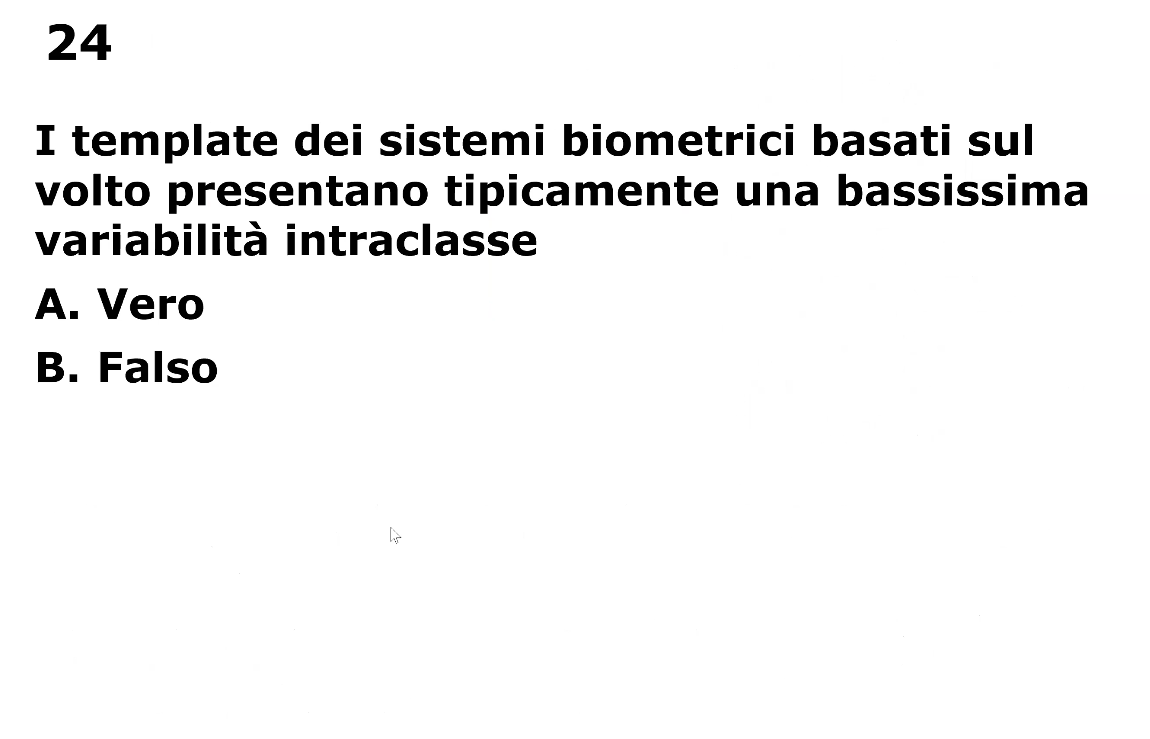 24
I template dei sistemi biometrici basati sul
volto presentano tipicamente una bassissima
variabilità intraclasse
A. Vero
B. Falso